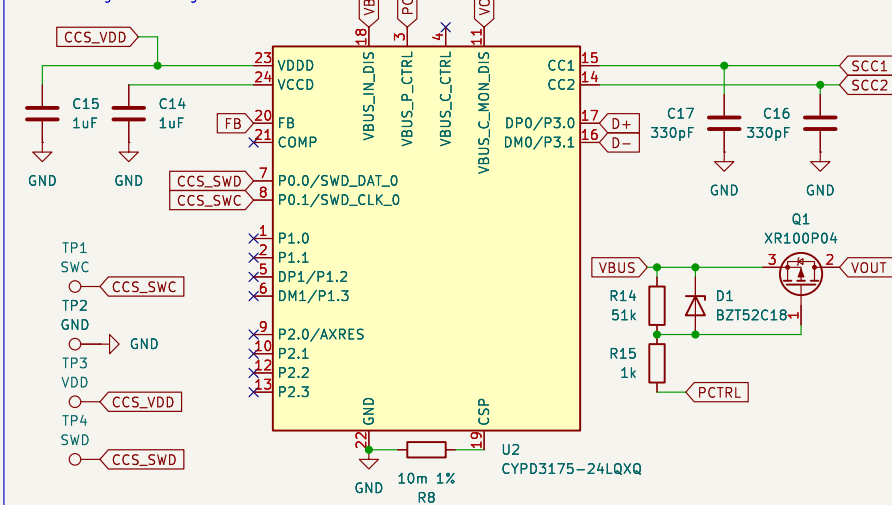 CCS_VDD
18
3
4
11
23
VDDD
24
VCCD
VBUS_IN_DIS
VBUS_P_CTRL
VBUS_C_CTRL
VBUS_C_MON_DIS
CC1
15
SCC1
CC2
14
SCC2
C15
1uF
C14
1uF
GND
GND
FB
20
FB
21
COMP
DP0/P3.0
17
D+
DM0/P3.1
16
D-
C17
330pF
C16
330pF
GND
GND
CCS_SWD
7
P0.0/SWD_DAT_0
CCS_SWC
8
P0.1/SWD_CLK_0
1
P1.0
2
P1.1
5
DP1/P1.2
6
DM1/P1.3
9
P2.0/AXRES
10
P2.1
12
P2.2
13
P2.3
TP1
SWC
CCS_SWC
TP2
GND
GND
TP3
VDD
CCS_VDD
TP4
SWD
CCS_SWD
Q1
XR100P04
VBUS
3
2
VOUT
1
R14
51k
D1
BZT52C18
R15
1k
PCTRL
GND
22
CSP
19
GND
10m 1%
R8
U2
CYPD3175-24LQXQ